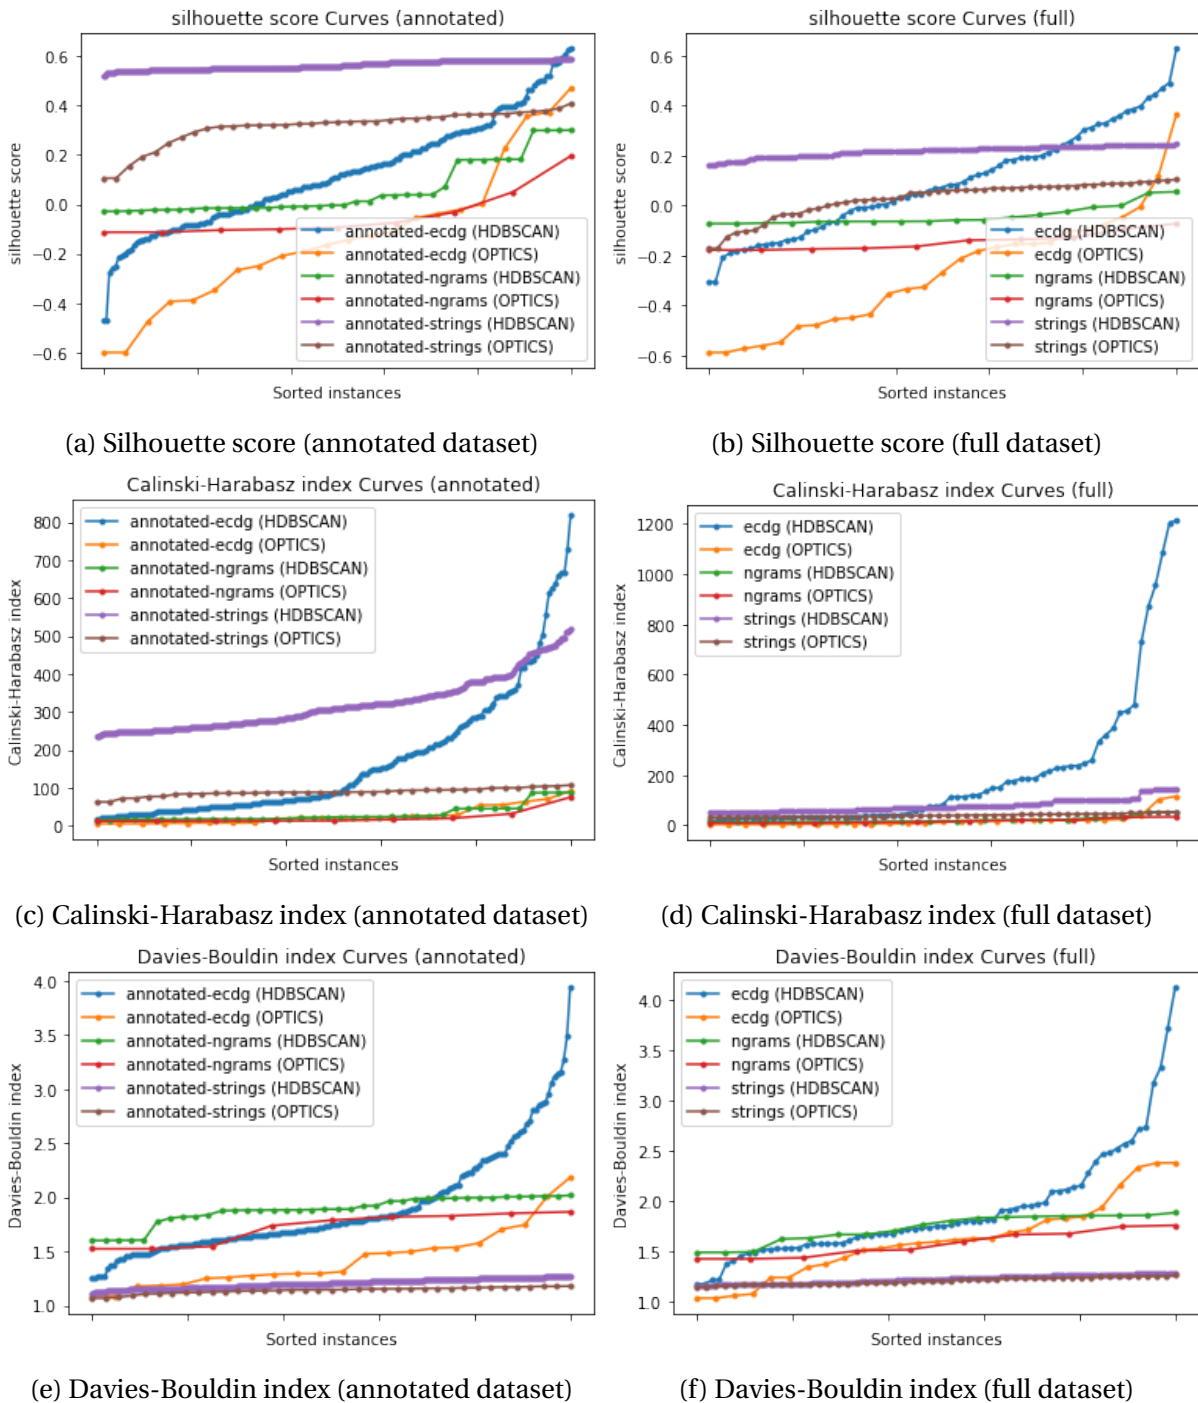 silhouette score Curves (annotated)
silhouette score
0.6
0.4
0.2
0.0
−0.2
−0.4
−0.6
annotated-ecdg (HDBSCAN)
annotated-ecdg (OPTICS)
annotated-ngrams (HDBSCAN)
annotated-ngrams (OPTICS)
annotated-strings (HDBSCAN)
annotated-strings (OPTICS)
Sorted instances
(a) Silhouette score (annotated dataset)
silhouette score Curves (full)
silhouette score
0.6
0.4
0.2
0.0
−0.2
−0.4
−0.6
ecdg (HDBSCAN)
ecdg (OPTICS)
ngrams (HDBSCAN)
ngrams (OPTICS)
strings (HDBSCAN)
strings (OPTICS)
Sorted instances
(b) Silhouette score (full dataset)
Calinski-Harabasz index Curves (annotated)
Calinski-Harabasz index
800
700
600
500
400
300
200
100
0
annotated-ecdg (HDBSCAN)
annotated-ecdg (OPTICS)
annotated-ngrams (HDBSCAN)
annotated-ngrams (OPTICS)
annotated-strings (HDBSCAN)
annotated-strings (OPTICS)
Sorted instances
(c) Calinski-Harabasz index (annotated dataset)
Calinski-Harabasz index Curves (full)
Calinski-Harabasz index
1200
1000
800
600
400
200
0
ecdg (HDBSCAN)
ecdg (OPTICS)
ngrams (HDBSCAN)
ngrams (OPTICS)
strings (HDBSCAN)
strings (OPTICS)
Sorted instances
(d) Calinski-Harabasz index (full dataset)
Davies-Bouldin index Curves (annotated)
Davies-Bouldin index
4.0
3.5
3.0
2.5
2.0
1.5
1.0
annotated-ecdg (HDBSCAN)
annotated-ecdg (OPTICS)
annotated-ngrams (HDBSCAN)
annotated-ngrams (OPTICS)
annotated-strings (HDBSCAN)
annotated-strings (OPTICS)
Sorted instances
(e) Davies-Bouldin index (annotated dataset)
Davies-Bouldin index Curves (full)
Davies-Bouldin index
4.0
3.5
3.0
2.5
2.0
1.5
1.0
ecdg (HDBSCAN)
ecdg (OPTICS)
ngrams (HDBSCAN)
ngrams (OPTICS)
strings (HDBSCAN)
strings (OPTICS)
Sorted instances
(f) Davies-Bouldin index (full dataset)